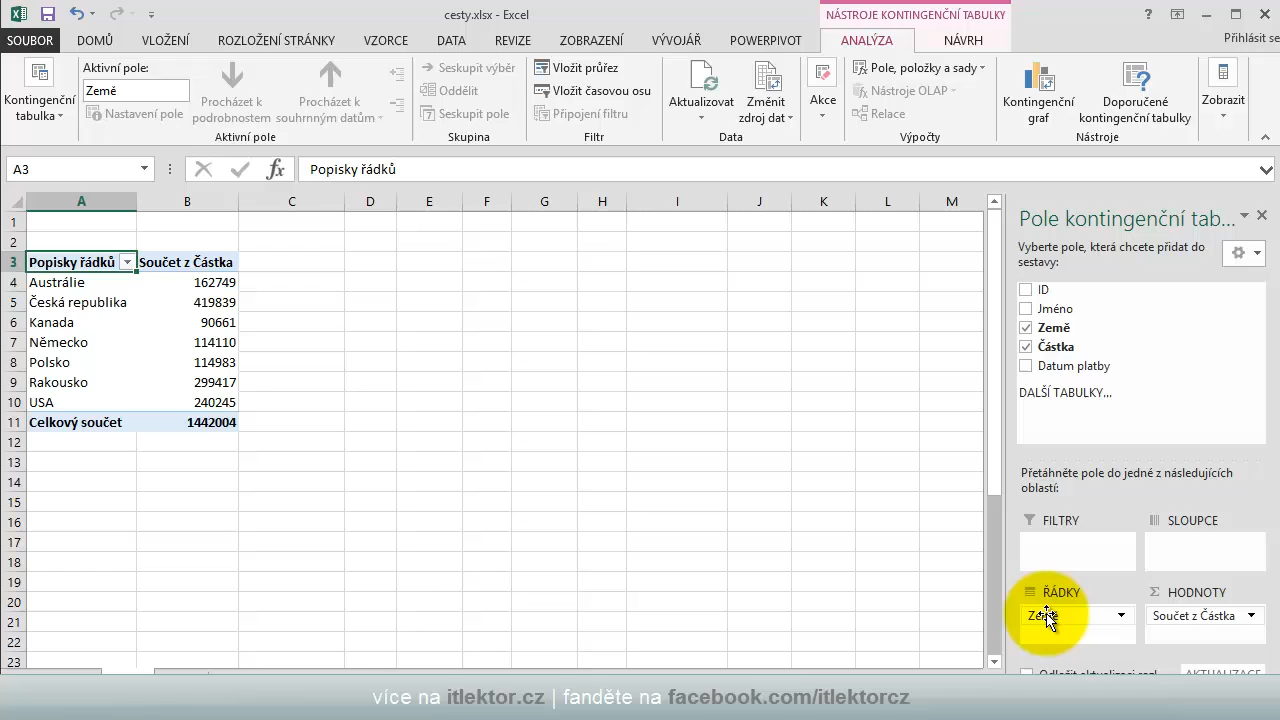 cesty.xlsx - Excel
NÁSTROJE KONTINGENČNÍ TABULKY
SOUBOR
DOMŮ
VLOŽENÍ
ROZLOŽENÍ STRÁNKY
VZORCE
DATA
REVIZE
ZOBRAZENÍ
VÝVOJÁŘ
POWERPIVOT
ANALÝZA
NÁVRH
Přihlásit se
Kontingenční
tabulka
Aktivní pole:
Země
Nastavení pole
Procházet k
podrobnostem
Procházet k
souhrnným datům
Aktivní pole
Seskupit výběr
Oddělit
Seskupit pole
Skupina
Vložit průřez
Vložit časovou osu
Připojení filtru
Filtr
Aktualizovat
Změnit
zdroj dat
Data
Akce
Pole, položky a sady
Nástroje OLAP
Relace
Výpočty
Kontingenční
graf
Doporučené
kontingenční tabulky
Nástroje
Zobrazit
A3
fx
Popisky řádků
A B C D E F G H I J K L M
1
2
3 Popisky řádků Součet z Částka
4 Austrálie 162749
5 Česká republika 419839
6 Kanada 90661
7 Německo 114110
8 Polsko 114983
9 Rakousko 299417
10 USA 240245
11 Celkový součet 1442004
12
13
14
15
16
17
18
19
20
21
22
23
Pole kontingenční tab...
Vyberte pole, která chcete přidat do
sestavy:
ID
Jméno
Země
Částka
Datum platby
DALŠÍ TABULKY...
Přetáhněte pole do jedné z následujících
oblastí:
FILTRY
SLOUPCE
ŘÁDKY
HODNOTY
Země
Součet z Částka
AKTUALIZACE
více na itlektor.cz | fanděte na facebook.com/itlektorcz